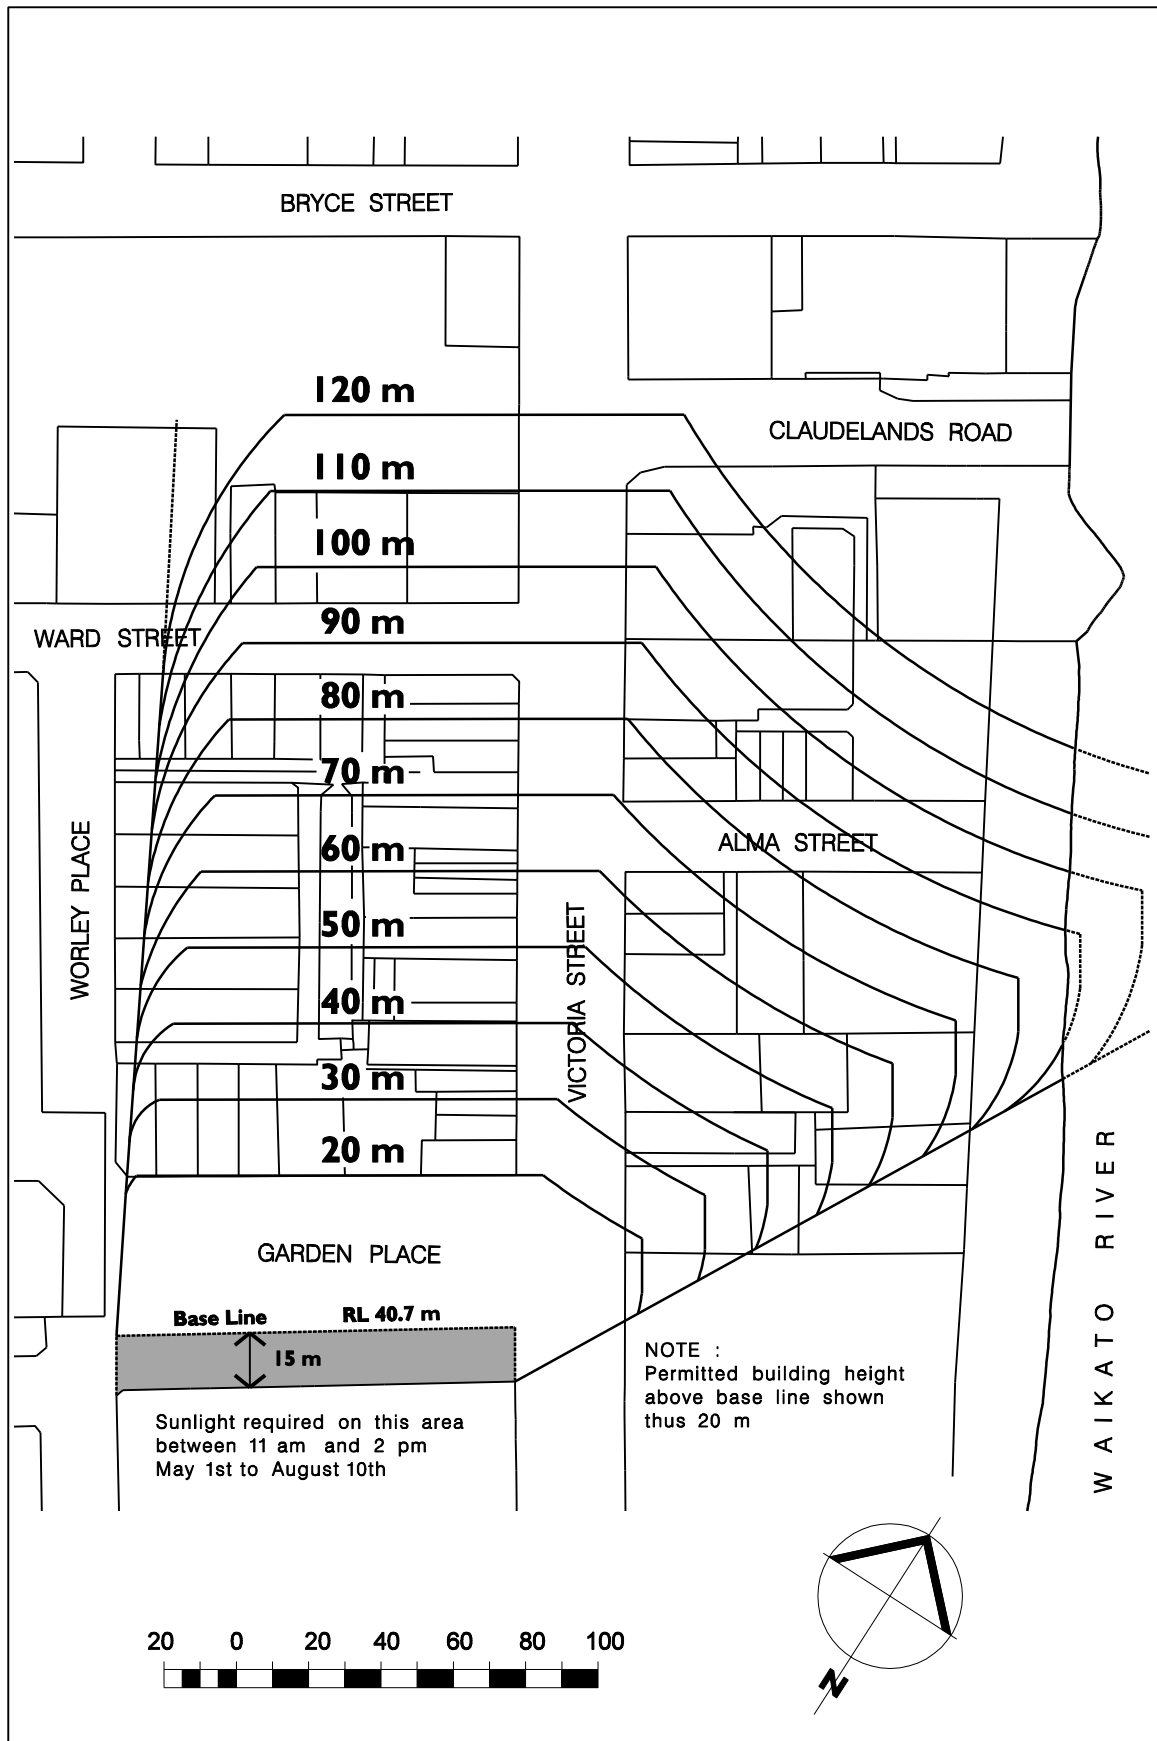 BRYCE STREET
120 m
CLAUDELANDS ROAD
110 m
100 m
90 m
WARD STREET
80 m
70 m
ALMA STREET
60 m
WORLEY PLACE
50 m
VICTORIA STREET
40 m
30 m
20 m
WAIKATO RIVER
GARDEN PLACE
Base Line RL 40.7 m
15 m
NOTE :
Permitted building height
above base line shown
thus 20 m
Sunlight required on this area
between 11 am and 2 pm
May 1st to August 10th
N
20 0 20 40 60 80 100